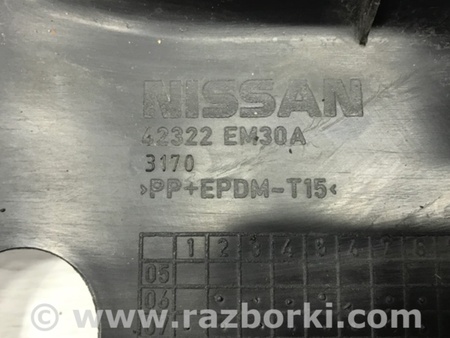 NISSAN
42322 EM30A
3170
>PP+EPDM-T15<
1 2 3 4 5 6 7 8
05
06
07
© www.razborki.com